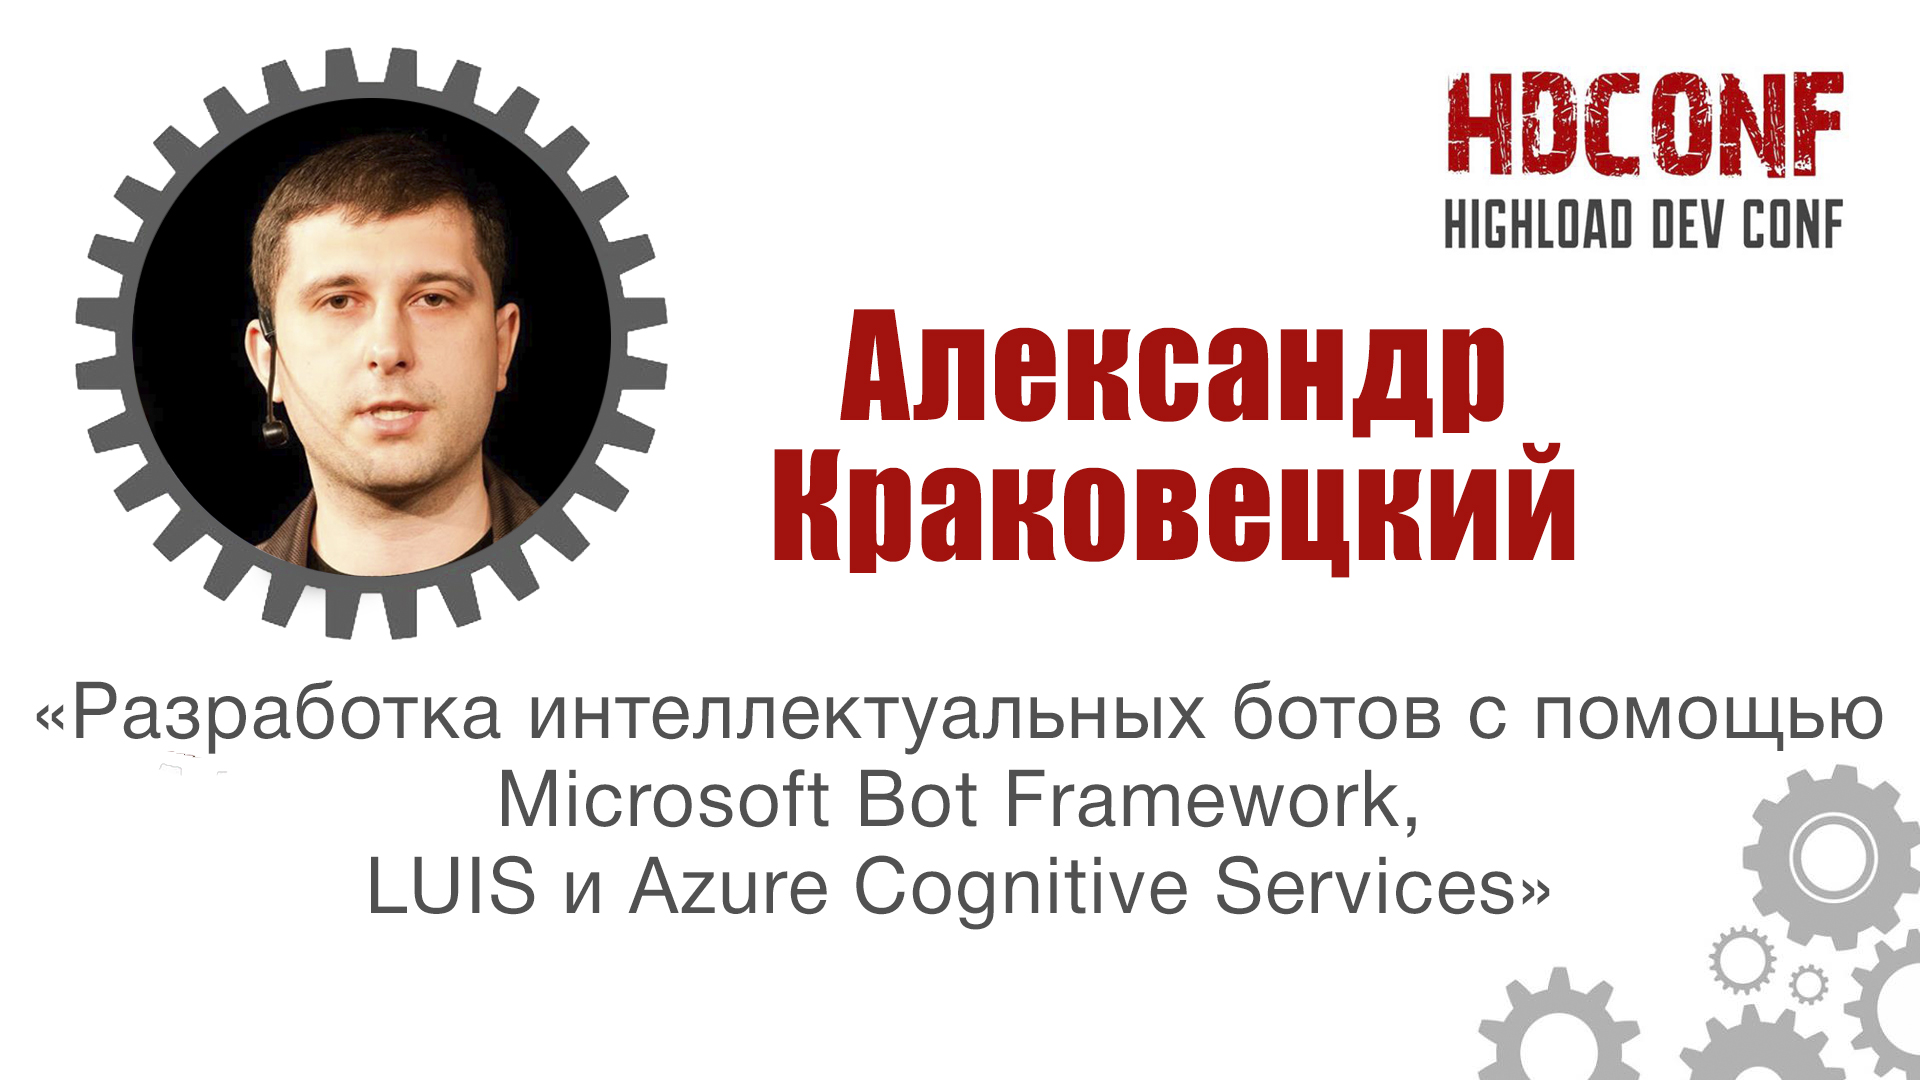 HDCONF
HIGHLOAD DEV CONF
Александр
Краковецкий
«Разработка интеллектуальных ботов с помощью
Microsoft Bot Framework,
LUIS и Azure Cognitive Services»